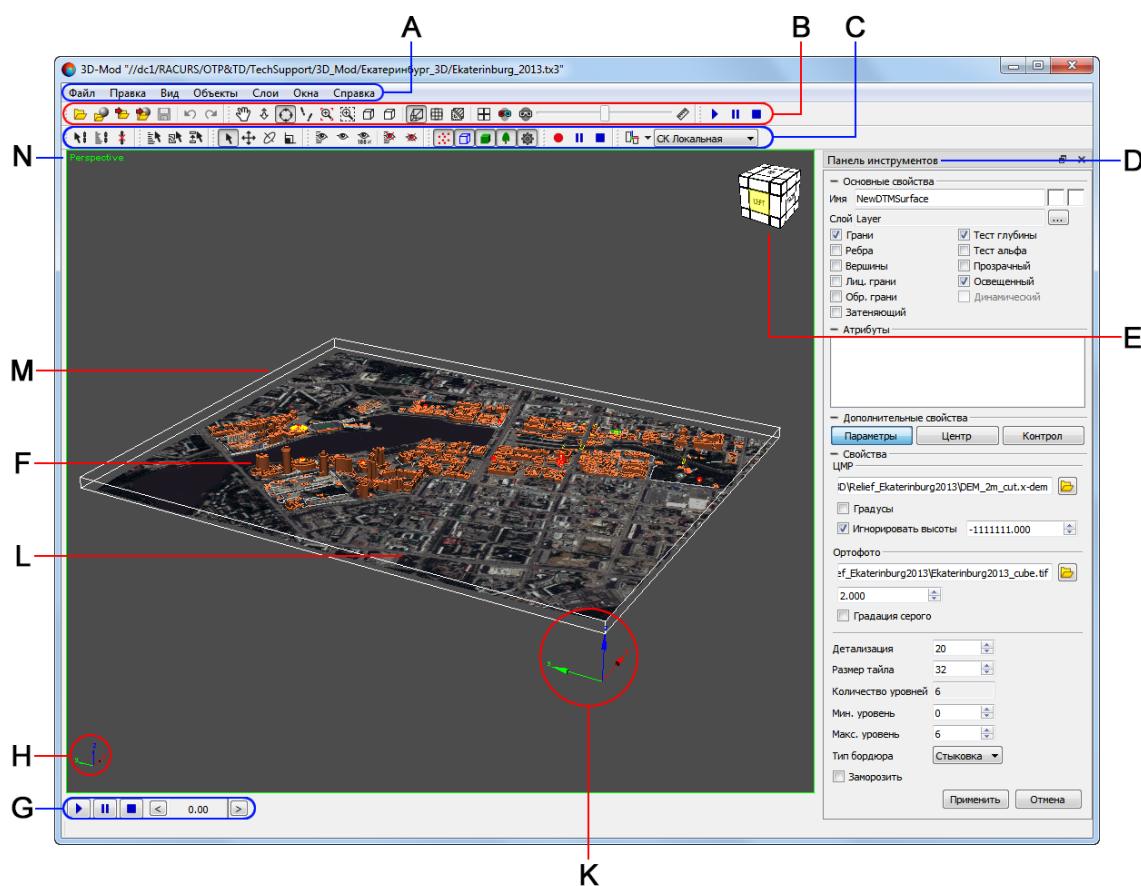 A
B
C
3D-Mod "//dc1/RACURS/OTP&TD/TechSupport/3D_Mod/Екатеринбург_3D/Ekaterinburg_2013.tx3"
Файл Правка Вид Объекты Слои Окна Справка
100%
СК Локальная
N
Perspective
Панель инструментов
D
Основные свойства
Имя NewDTMSurface
LEFT
Слой Layer ...
Грани Тест глубины
Ребра Тест альфа
Вершины Прозрачный
Лиц. грани Освещенный
Обр. грани Динамический
Затеняющий
E
Атрибуты
M
Дополнительные свойства
Параметры Центр Контрол
Свойства
F
ЦМР
3D\Relief_Ekaterinburg2013\DEM_2m_cut.x-dem
Градусы
Игнорировать высоты -1111111.000
L
Ортофото
ef_Ekaterinburg2013\Ekaterinburg2013_cube.tif
2.000
Градация серого
Детализация 20
Размер тайла 32
Количество уровней 6
Мин. уровень 0
Макс. уровень 6
H
Z
Тип бордюра Стыковка
Заморозить
Применить Отмена
G
< 0.00 >
K